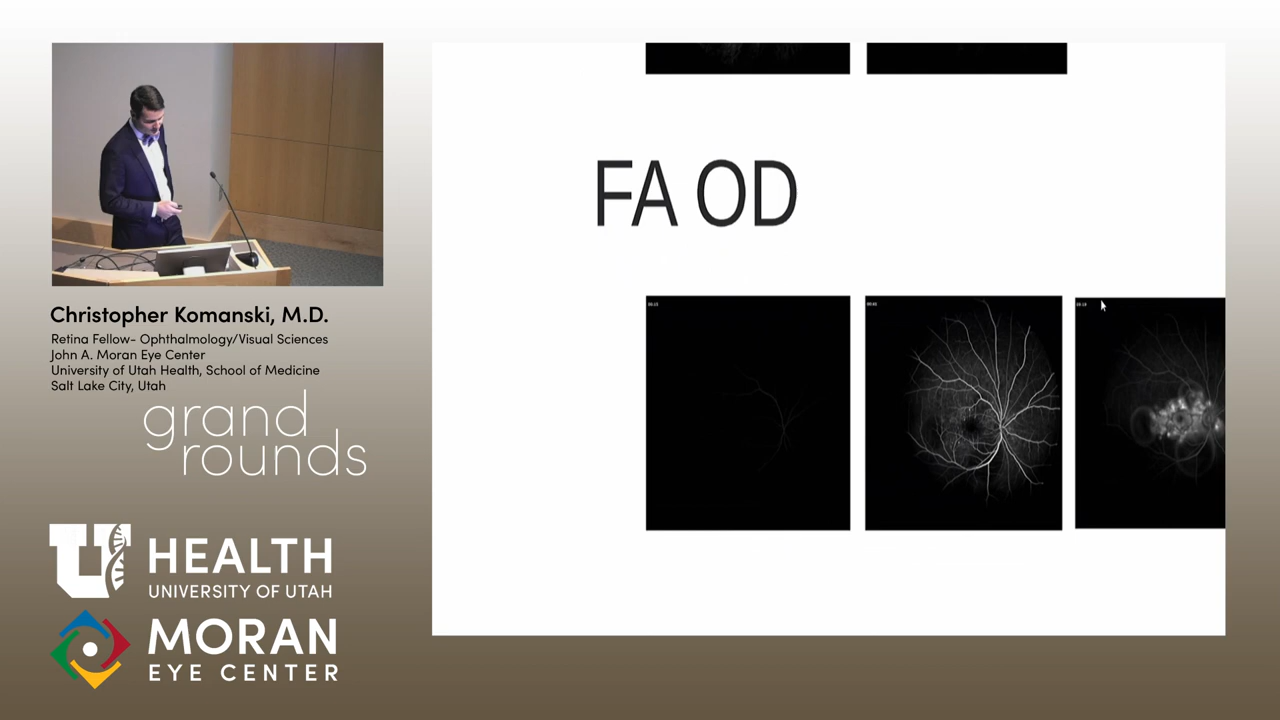 FA OD
Christopher Komanski, M.D.
Retina Fellow- Ophthalmology/Visual Sciences
John A. Moran Eye Center
University of Utah Health, School of Medicine
Salt Lake City, Utah
grand
rounds
U HEALTH
UNIVERSITY OF UTAH
MORAN
EYE CENTER